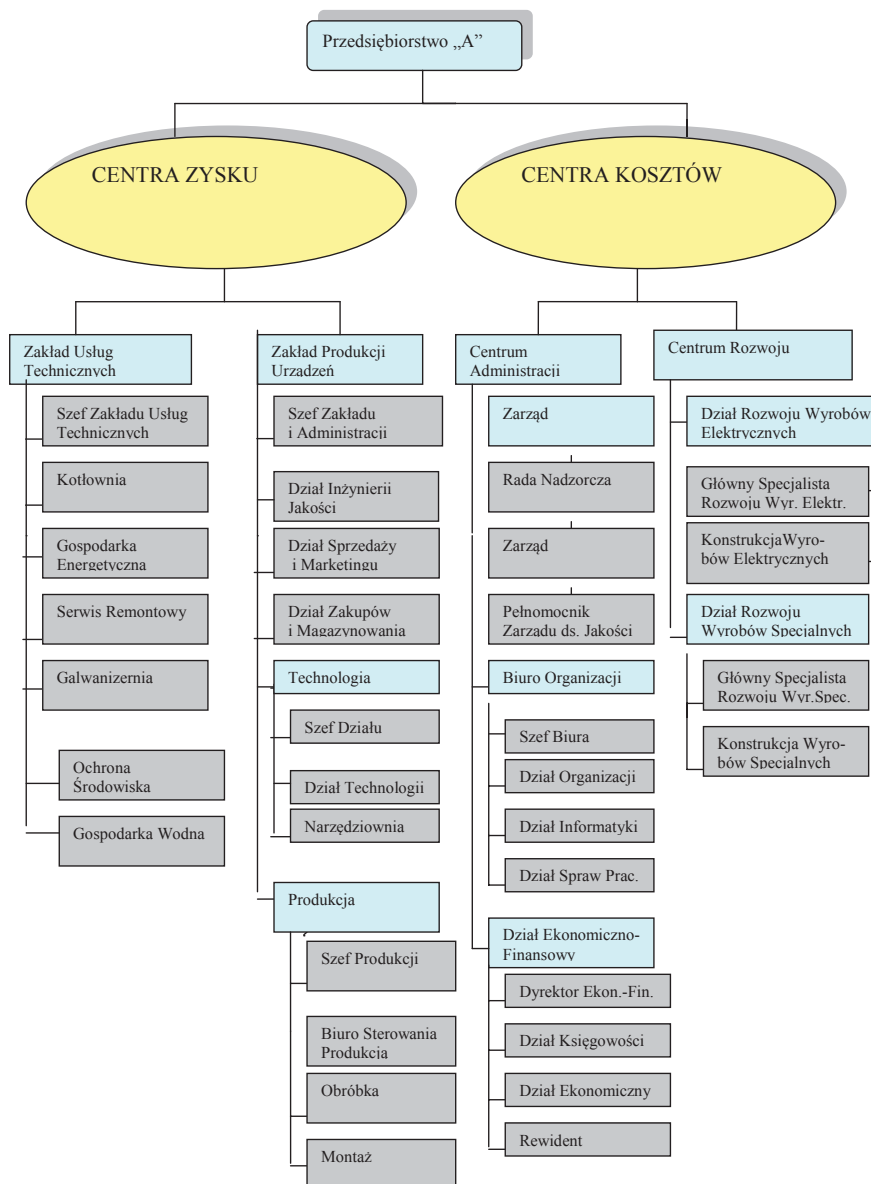 Przedsiębiorstwo „A”
CENTRA ZYSKU
CENTRA KOSZTÓW
Zakład Usług
Technicznych
Szef Zakładu Usług
Technicznych
Kotłownia
Gospodarka
Energetyczna
Serwis Remontowy
Galwanizernia
Ochrona
Środowiska
Gospodarka Wodna
Zakład Produkcji
Urządzeń
Szef Zakładu
i Administracji
Dział Inżynierii
Jakości
Dział Sprzedaży
i Marketingu
Dział Zakupów
i Magazynowania
Technologia
Szef Działu
Dział Technologii
Narzędziownia
Produkcja
Szef Produkcji
Biuro Sterowania
Produkcja
Obróbka
Montaż
Centrum
Administracji
Zarząd
Rada Nadzorcza
Zarząd
Pełnomocnik
Zarzadu ds. Jakości
Biuro Organizacji
Szef Biura
Dział Organizacji
Dział Informatyki
Dział Spraw Prac.
Dział Ekonomiczno-
Finansowy
Dyrektor Ekon.-Fin.
Dział Księgowości
Dział Ekonomiczny
Rewident
Centrum Rozwoju
Dział Rozwoju Wyrobów
Elektrycznych
Główny Specjalista
Rozwoju Wyr. Elektr.
KonstrukcjaWyro-
bów Elektrycznych
Dział Rozwoju
Wyrobów Specjalnych
Główny Specjalista
Rozwoju Wyr.Spec.
Konstrukcja Wyro-
bów Specjalnych